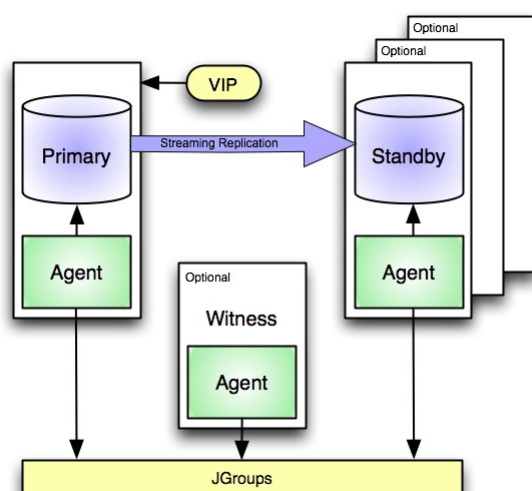 Optional
Optional
VIP
Primary
Streaming Replication
Standby
Agent
Agent
Optional
Witness
Agent
JGroups